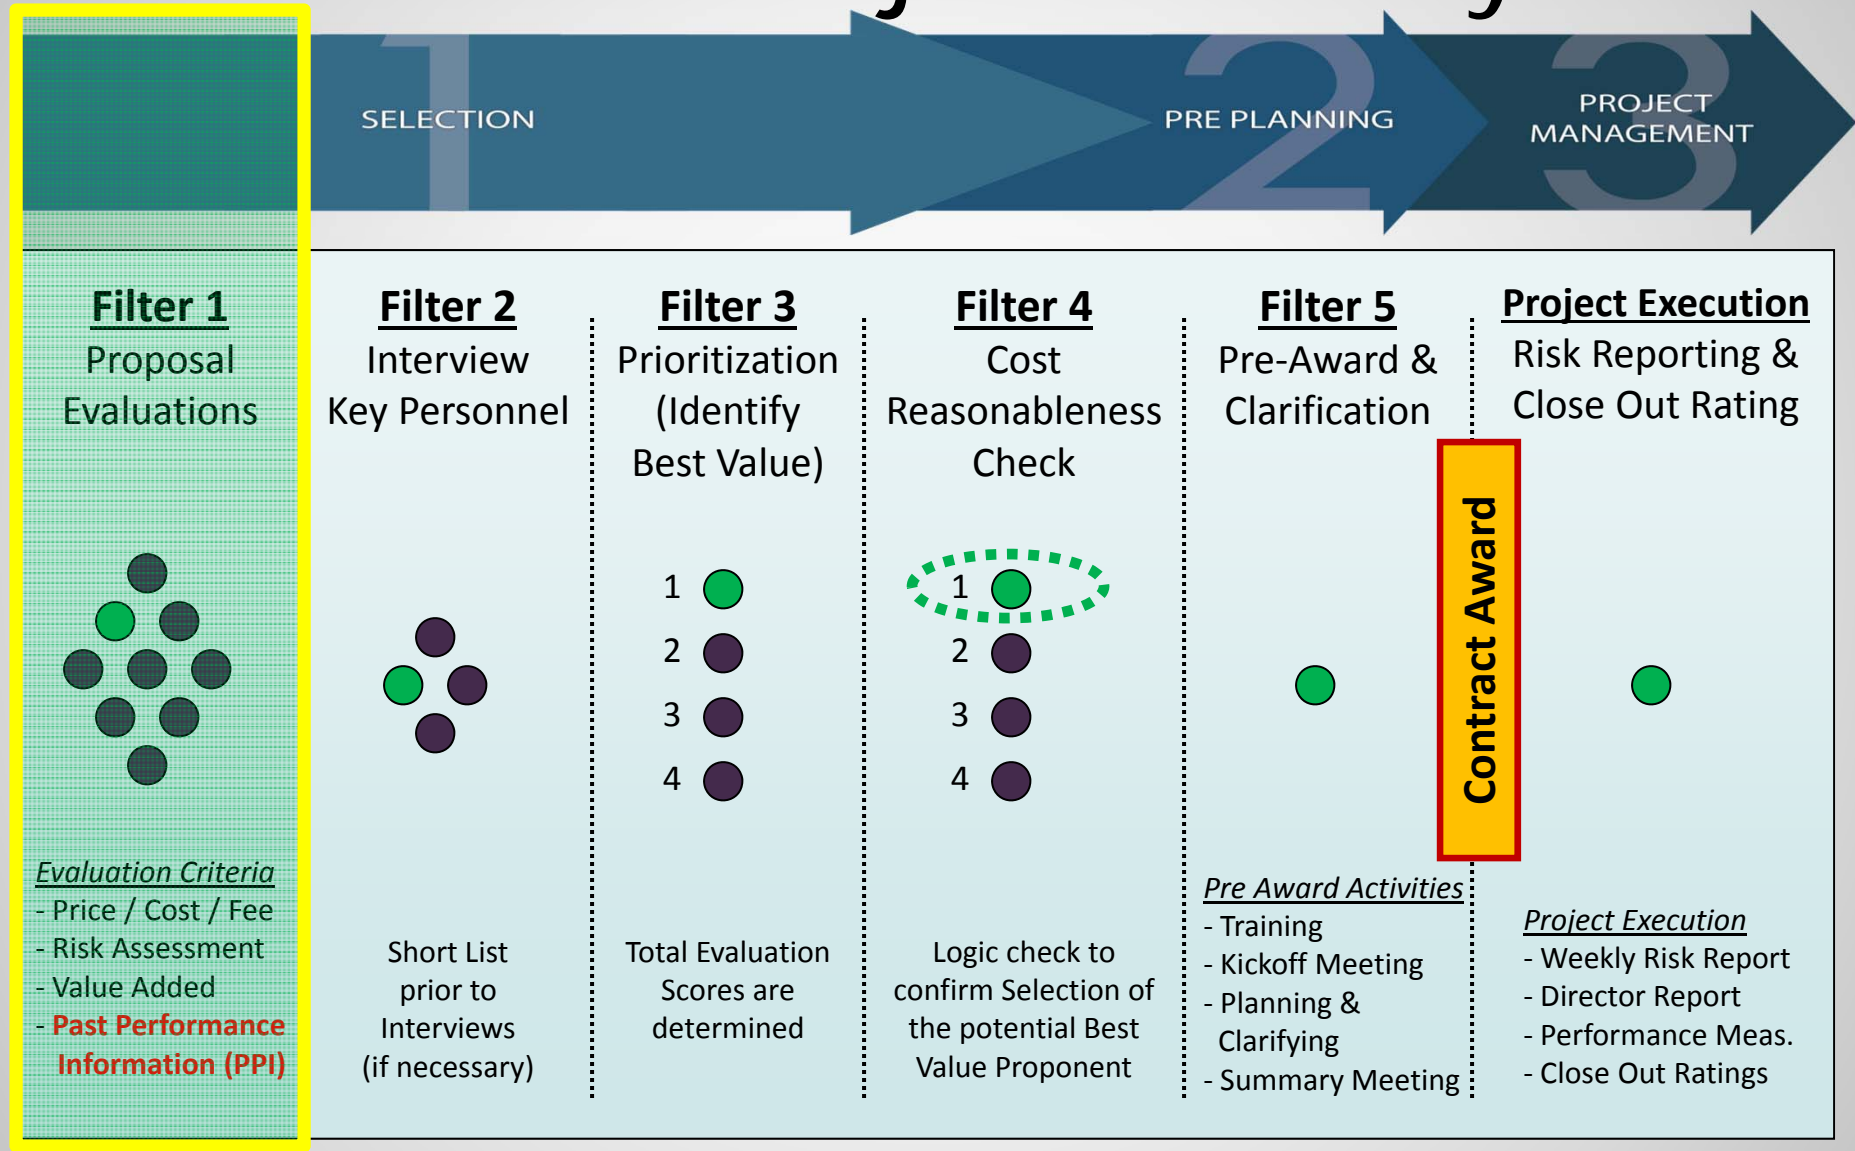 1
SELECTION
2
PRE PLANNING
3
PROJECT
MANAGEMENT
Filter 1
Proposal
Evaluations
Evaluation Criteria
- Price / Cost / Fee
- Risk Assessment
- Value Added
- Past Performance
Information (PPI)
Filter 2
Interview
Key Personnel
Short List
prior to
Interviews
(if necessary)
Filter 3
Prioritization
(Identify
Best Value)
1
2
3
4
Total Evaluation
Scores are
determined
Filter 4
Cost
Reasonableness
Check
1
2
3
4
Logic check to
confirm Selection of
the potential Best
Value Proponent
Filter 5
Pre-Award &
Clarification
Pre Award Activities
- Training
- Kickoff Meeting
- Planning &
Clarifying
- Summary Meeting
Contract Award
Project Execution
Risk Reporting &
Close Out Rating
Project Execution
- Weekly Risk Report
- Director Report
- Performance Meas.
- Close Out Ratings